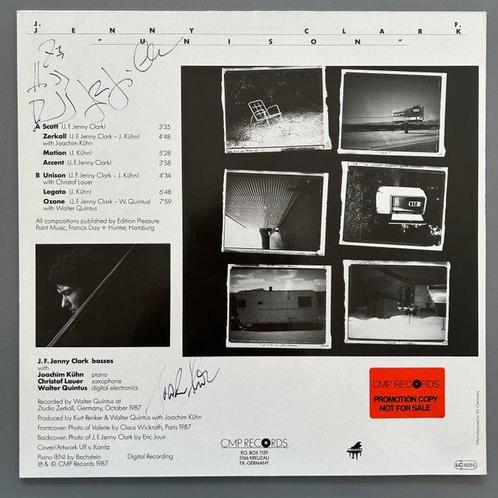 J. F.
JENNY CLARK
"UNISON"
A Scott (J. F. Jenny Clark) 3'35
Zerkall (J. F. Jenny Clark – J. Kühn) 4'48
with Joachim Kühn
Motion (J. Kühn) 5'28
Accent (J. F. Jenny Clark) 3'58
B Unison (J. F. Jenny Clark – J. Kühn) 4'34
with Christof Lauer
Legato (J. Kühn) 6'48
Ozone (J. F. Jenny Clark – W. Quintus) 7'59
with Walter Quintus
All compositions published by Edition Pleasure
Point Music, Francis Day + Hunter, Hamburg
J. F. Jenny Clark basses
with
Joachim Kühn piano
Christof Lauer saxophone
Walter Quintus digital electronics
Recorded by Walter Quintus at
Ztudio Zerkall, Germany, October 1987
Produced by Kurt Renker & Walter Quintus with Joachim Kühn
Frontcover: Photo of Valerie by Claus Wickrath, Paris 1987
Backcover: Photo of J. F. Jenny Clark by Eric Joux
Cover/Artwork Ulf v. Kanitz
Piano (EN) by Bechstein
℗ & © CMP Records 1987
Digital Recording
CMP RECORDS
P.O. BOX 1129
5166 KREUZAU
F.R.-GERMANY
CMP RECORDS
PROMOTION COPY
NOT FOR SALE
Manufactured in W. Germany
LC 6055